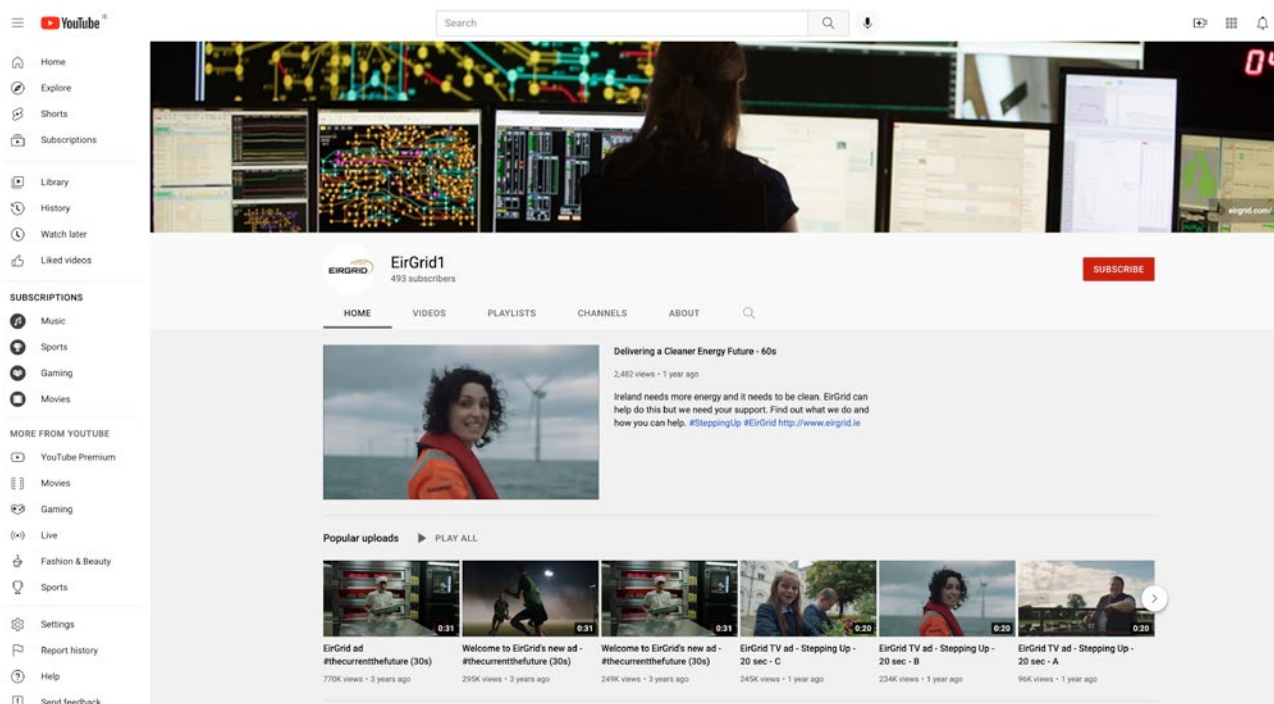 YouTube IE
Search
Home
Explore
Shorts
Subscriptions
Library
History
Watch later
Liked videos
SUBSCRIPTIONS
Music
Sports
Gaming
Movies
MORE FROM YOUTUBE
YouTube Premium
Movies
Gaming
Live
Fashion & Beauty
Sports
Settings
Report history
Help
Send feedback
eirgrid.com/
EIRGRID
EirGrid1
493 subscribers
SUBSCRIBE
HOME VIDEOS PLAYLISTS CHANNELS ABOUT
Delivering a Cleaner Energy Future - 60s
2,482 views • 1 year ago
Ireland needs more energy and it needs to be clean. EirGrid can
help do this but we need your support. Find out what we do and
how you can help. #SteppingUp #EirGrid http://www.eirgrid.ie
Popular uploads PLAY ALL
0:31
EirGrid ad
#thecurrentthefuture (30s)
770K views • 3 years ago
0:31
Welcome to EirGrid's new ad -
#thecurrentthefuture (30s)
295K views • 3 years ago
0:31
Welcome to EirGrid's new ad -
#thecurrentthefuture (30s)
249K views • 3 years ago
0:20
EirGrid TV ad - Stepping Up -
20 sec - C
245K views • 1 year ago
0:20
EirGrid TV ad - Stepping Up -
20 sec - B
234K views • 1 year ago
0:20
EirGrid TV ad - Stepping Up -
20 sec - A
96K views • 1 year ago